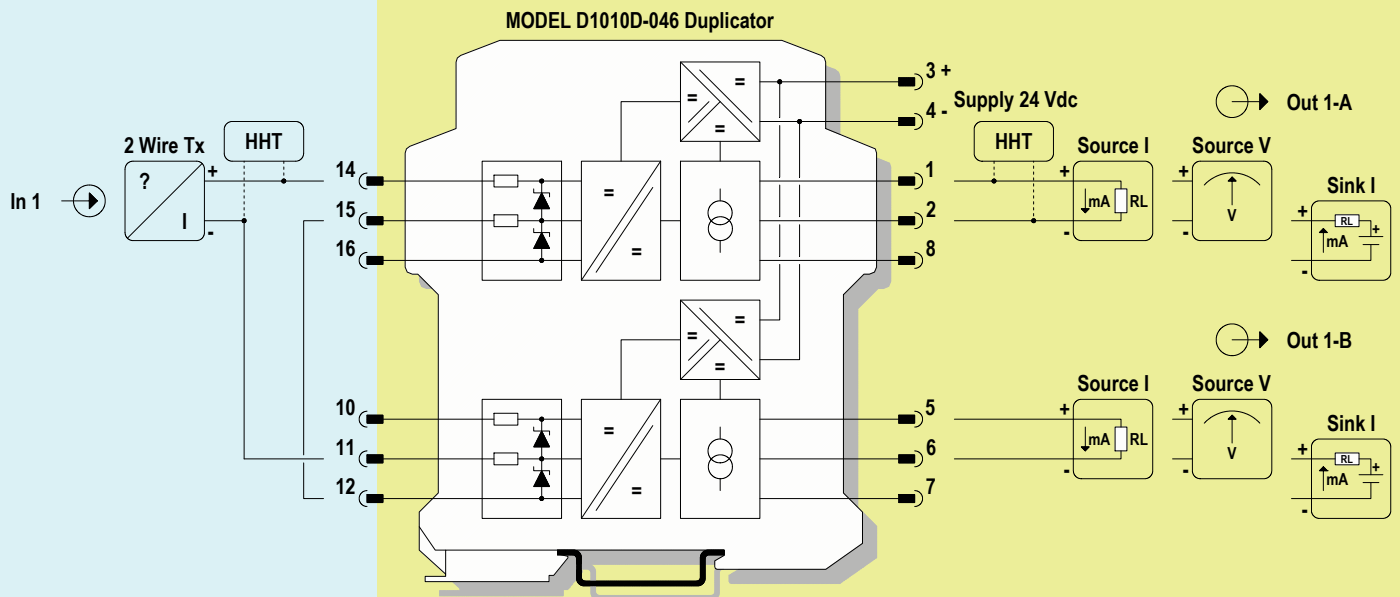 MODEL D1010D-046 Duplicator
3 +
4 -
Supply 24 Vdc
Out 1-A
In 1
2 Wire Tx
HHT
?
I
+
-
14
15
16
=
=
=
=
=
1
2
8
HHT
Source I
+
-
mA
RL
Source V
+
-
V
Sink I
+
-
RL
mA
+
Out 1-B
10
11
12
=
=
=
=
=
5
6
7
Source I
+
-
mA
RL
Source V
+
-
V
Sink I
+
-
RL
mA
+